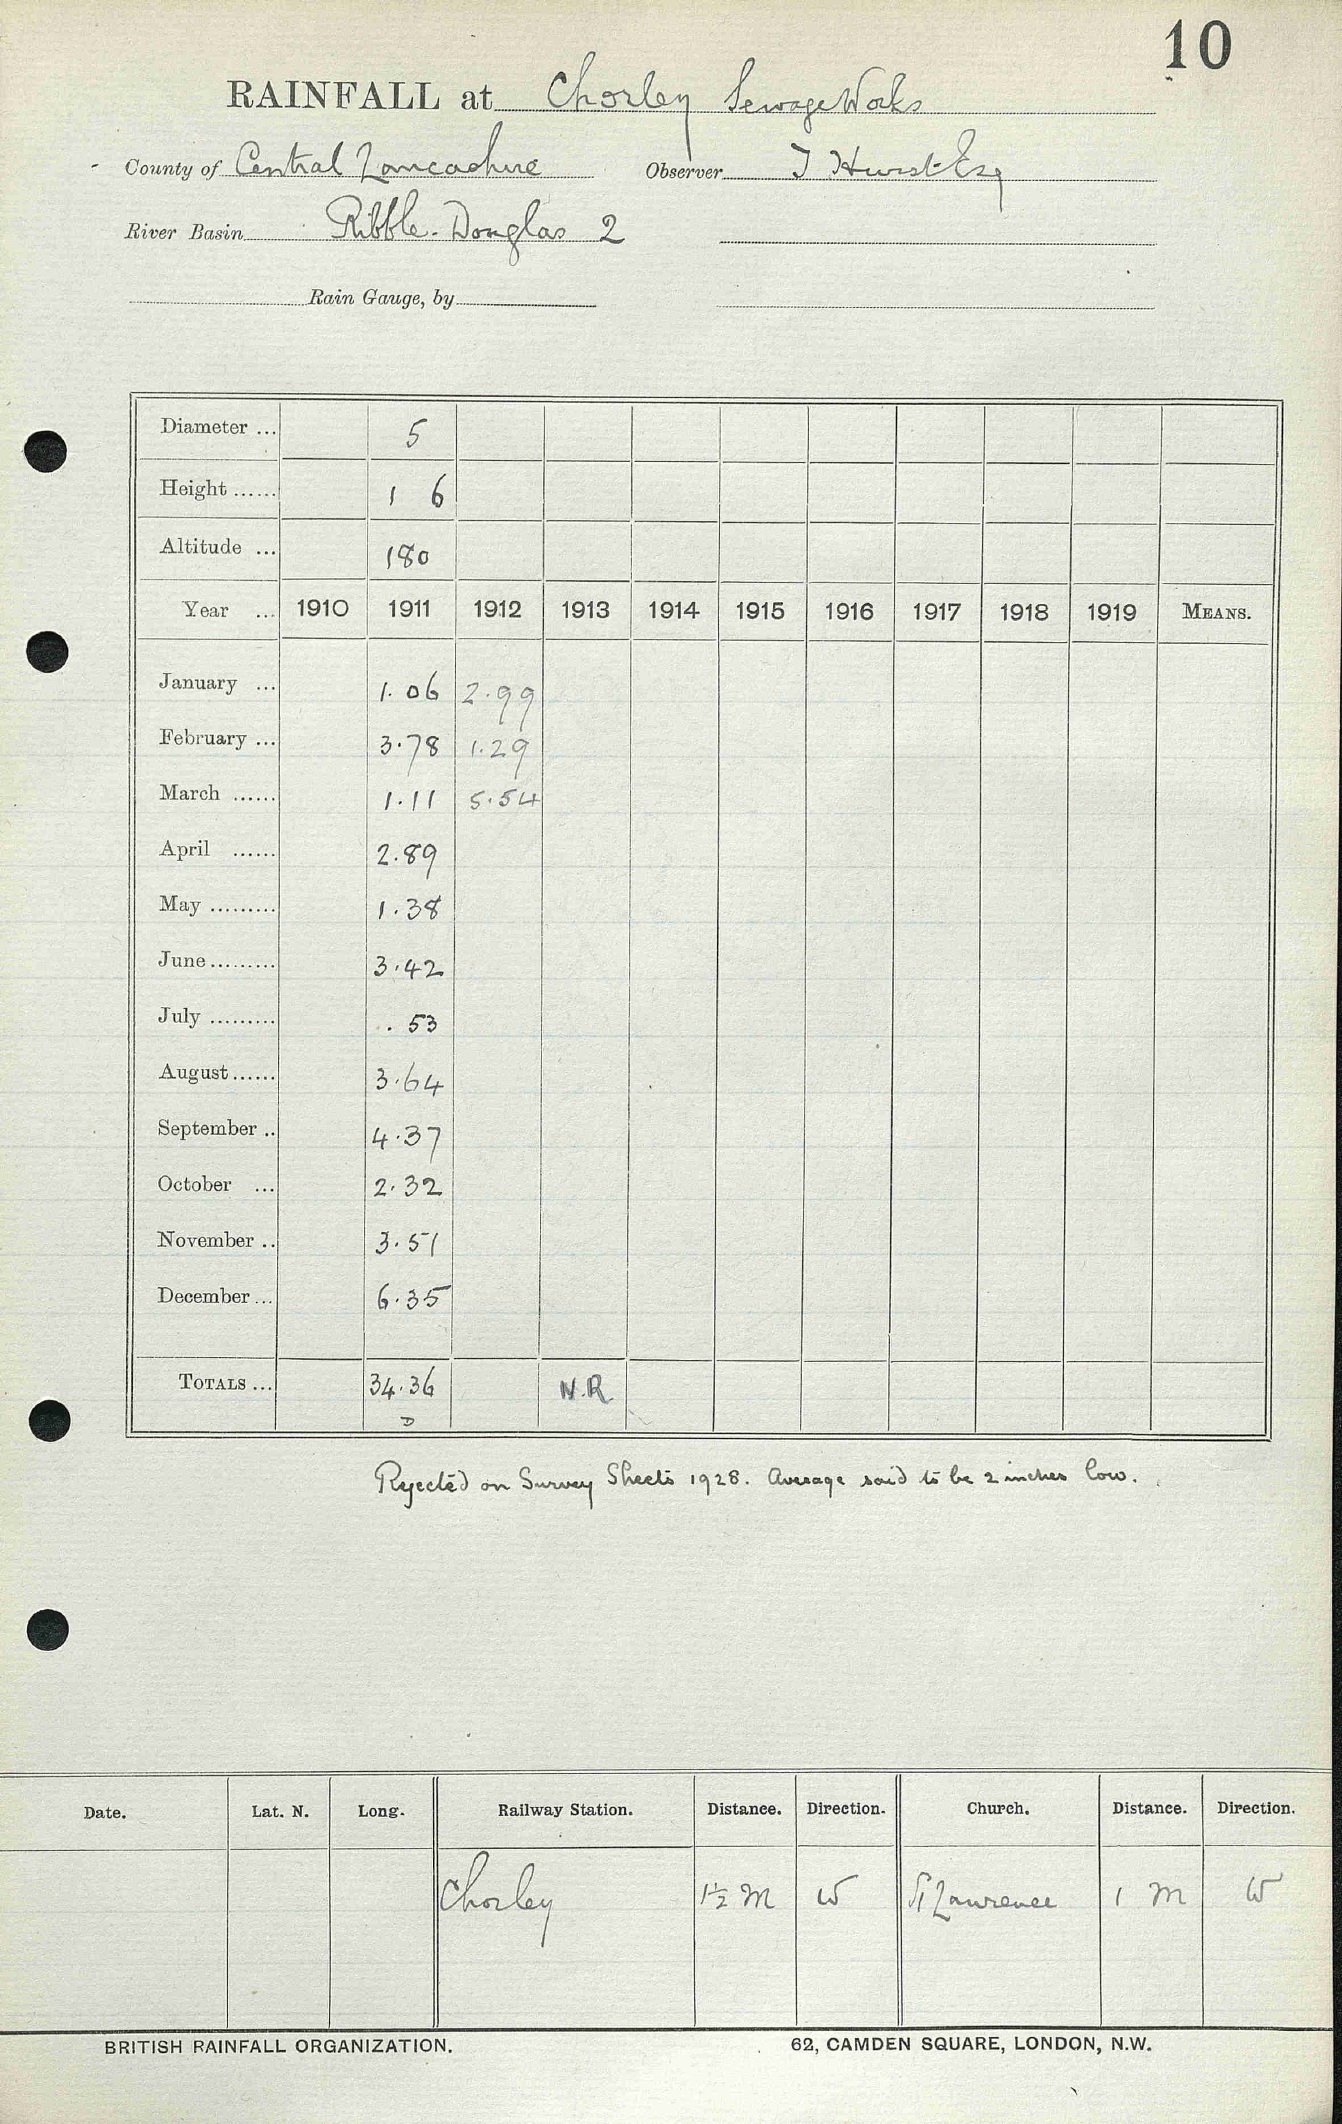 10
RAINFALL at Chorley Sewage Works
County of Central Lancashire Observer J Hurst Esq
River Basin Ribble. Douglas 2
Rain Gauge, by
Diameter ... 5
Height ...... 1 6
Altitude ... 180
Year ... 1910 1911 1912 1913 1914 1915 1916 1917 1918 1919 MEANS.
January ... 1.06 2.99
February ... 3.78 1.29
March ...... 1.11 5.54
April ...... 2.89
May ......... 1.38
June ......... 3.42
July ......... .53
August ...... 3.64
September .. 4.37
October ... 2.32
November .. 3.51
December ... 6.35
TOTALS ... 34.36 N.R.
D
Rejected on Survey Sheets 1928. Average said to be 2 inches low.
Date. Lat. N. Long. Railway Station. Distance. Direction. Church. Distance. Direction.
Chorley 1½ M W St Lawrence 1 M W
BRITISH RAINFALL ORGANIZATION. 62, CAMDEN SQUARE, LONDON, N.W.